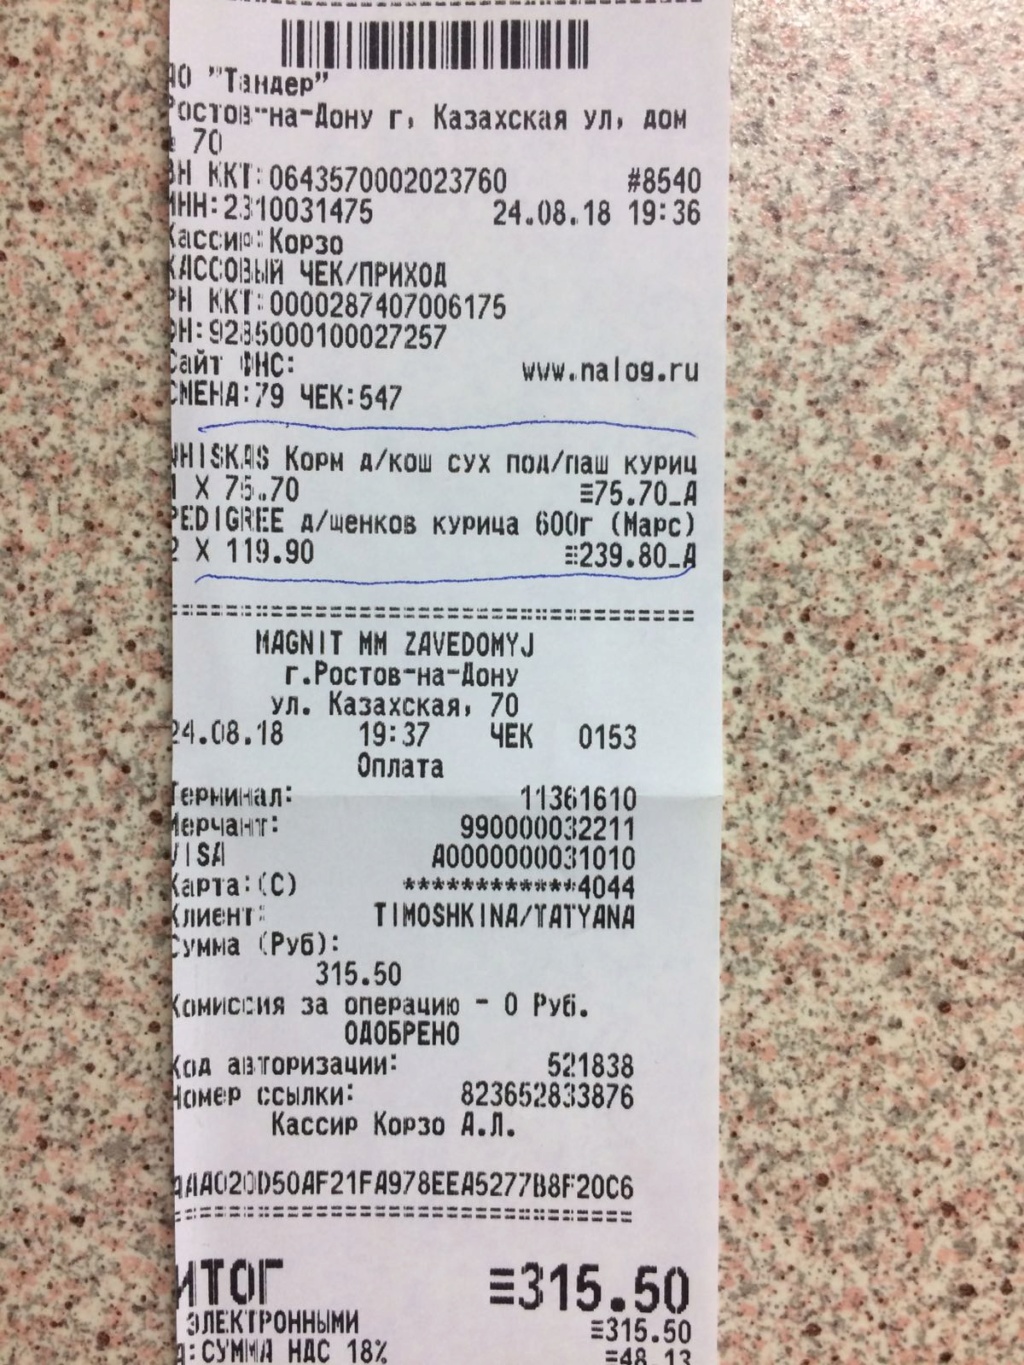 АО "Тандер"
Ростов-на-Дону г, Казахская ул, дом
№ 70
ЗН ККТ:0643570002023760 #8540
ИНН:2310031475 24.08.18 19:36
Кассир:Корзо
КАССОВЫЙ ЧЕК/ПРИХОД
РН ККТ:0000287407006175
ФН:9285000100027257
Сайт ФНС: www.nalog.ru
СМЕНА:79 ЧЕК:547
WHISKAS Корм д/кош сух под/паш куриц
1 X 75.70 ≡75.70_А
PEDIGREE д/щенков курица 600г (Марс)
2 X 119.90 ≡239.80_А
MAGNIT MM ZAVEDOMYJ
г.Ростов-на-Дону
ул. Казахская, 70
24.08.18 19:37 ЧЕК 0153
Оплата
Терминал: 11361610
Мерчант: 990000032211
VISA A0000000031010
Карта:(C) ************4044
Клиент: TIMOSHKINA/TATYANA
Сумма (Руб):
315.50
Комиссия за операцию - 0 Руб.
ОДОБРЕНО
Код авторизации: 521838
Номер ссылки: 823652833876
Кассир Корзо А.Л.
AAA020D50AF21FA978EEA5277B8F20C6
ИТОГ ≡315.50
ЭЛЕКТРОННЫМИ ≡315.50
А:СУММА НДС 18% ≡48.13